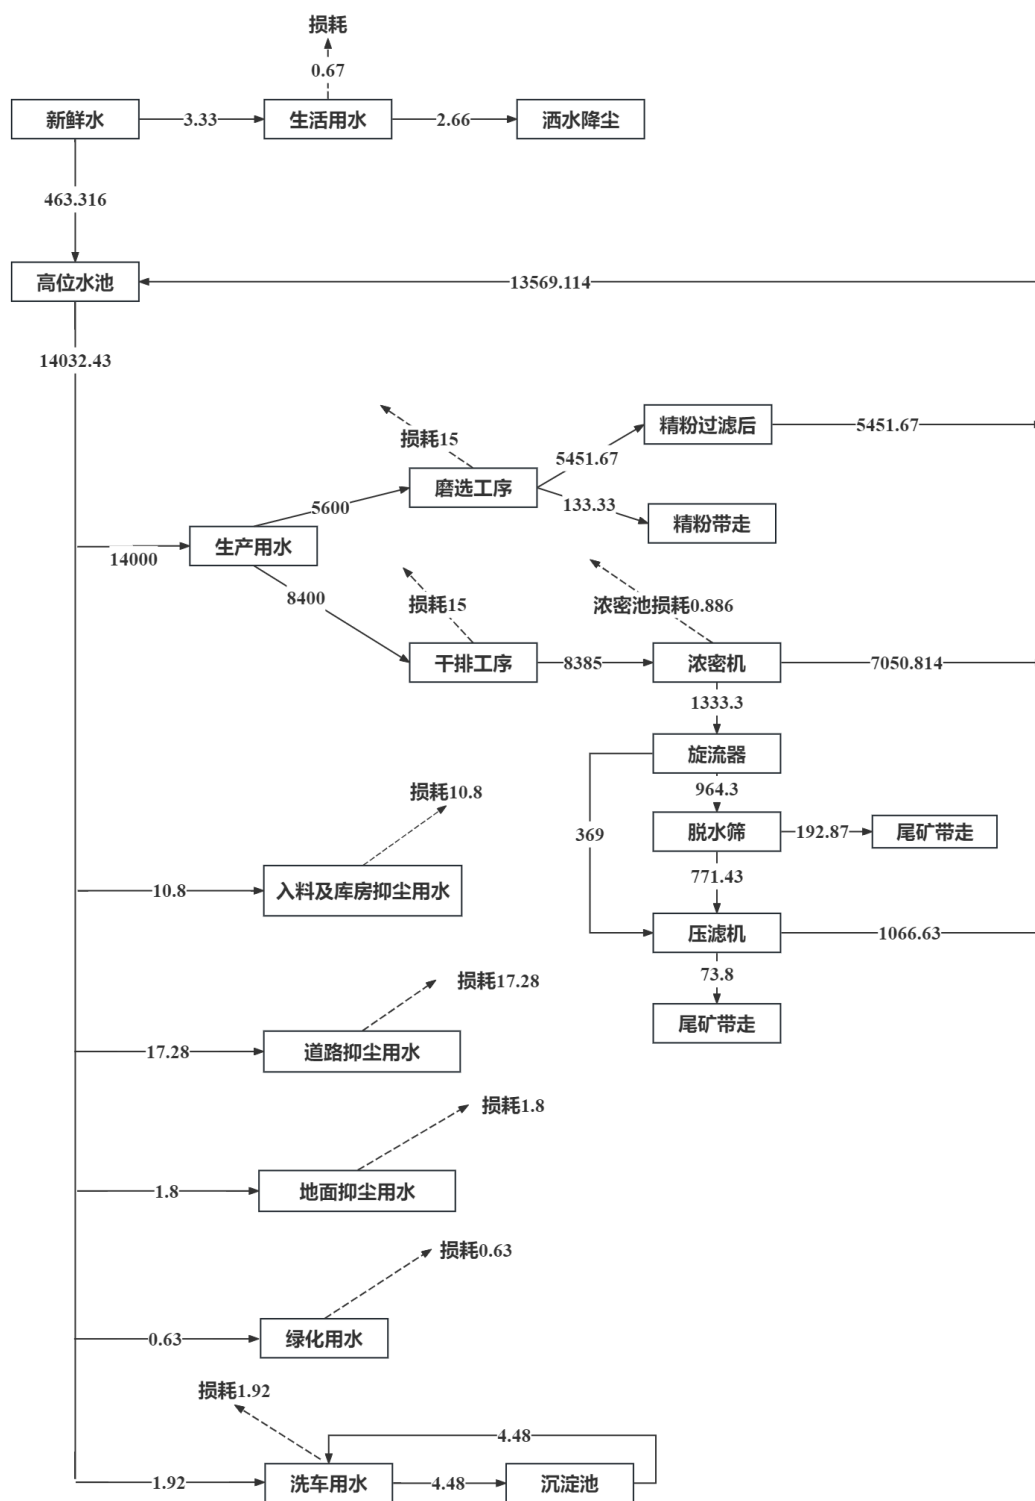 损耗
0.67
新鲜水
3.33
生活用水
2.66
洒水降尘
463.316
高位水池
13569.114
14032.43
损耗15
精粉过滤后
5451.67
5451.67
磨选工序
5600
133.33
精粉带走
生产用水
14000
8400
损耗15
浓密池损耗0.886
干排工序
8385
浓密机
7050.814
1333.3
旋流器
964.3
损耗10.8
369
脱水筛
192.87
尾矿带走
771.43
10.8
入料及库房抑尘用水
压滤机
1066.63
73.8
损耗17.28
尾矿带走
17.28
道路抑尘用水
损耗1.8
1.8
地面抑尘用水
损耗0.63
0.63
绿化用水
损耗1.92
4.48
1.92
洗车用水
4.48
沉淀池